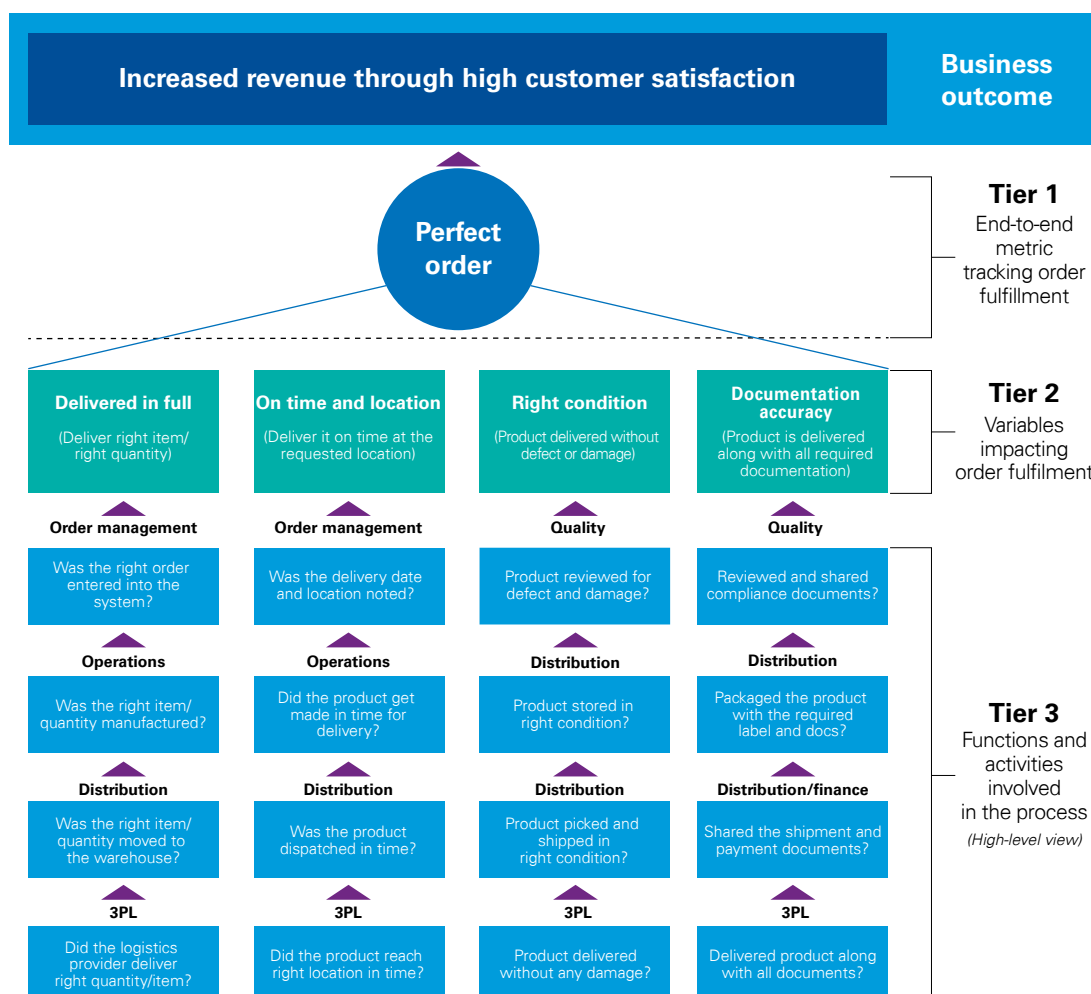 Increased revenue through high customer satisfaction
Business
outcome
Perfect
order
Tier 1
End-to-end
metric
tracking order
fulfillment
Delivered in full
(Deliver right item/
right quantity)
On time and location
(Deliver it on time at the
requested location)
Right condition
(Product delivered without
defect or damage)
Documentation
accuracy
(Product is delivered
along with all required
documentation)
Tier 2
Variables
impacting
order fulfilment
Order management
Order management
Quality
Quality
Was the right order
entered into the
system?
Was the delivery date
and location noted?
Product reviewed for
defect and damage?
Reviewed and shared
compliance documents?
Operations
Operations
Distribution
Distribution
Was the right item/
quantity manufactured?
Did the product get
made in time for
delivery?
Product stored in
right condition?
Packaged the product
with the required
label and docs?
Tier 3
Functions and
activities
involved
in the process
(High-level view)
Distribution
Distribution
Distribution
Distribution/finance
Was the right item/
quantity moved to
the warehouse?
Was the product
dispatched in time?
Product picked and
shipped in
right condition?
Shared the shipment and
payment documents?
3PL
3PL
3PL
3PL
Did the logistics
provider deliver
right quantity/item?
Did the product reach
right location in time?
Product delivered
without any damage?
Delivered product along
with all documents?